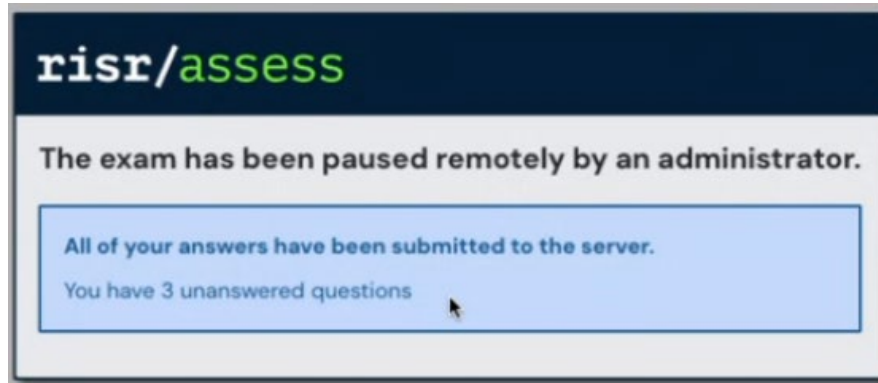 risr/assess
The exam has been paused remotely by an administrator.
All of your answers have been submitted to the server.
You have 3 unanswered questions